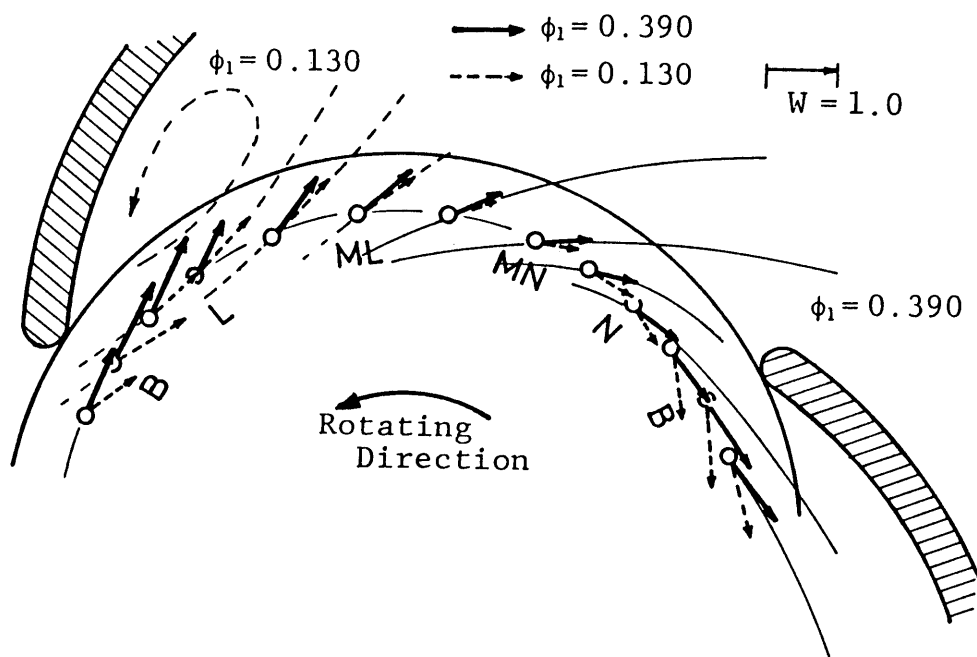 ϕ₁ = 0.390
ϕ₁ = 0.130
ϕ₁ = 0.130
W = 1.0
ML
MN
L
N
B
B
ϕ₁ = 0.390
Rotating
Direction